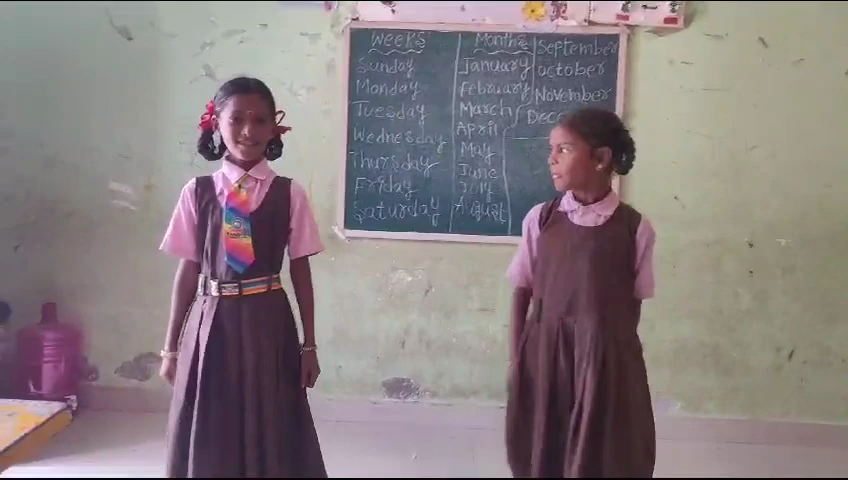 Weeks
Sunday
Monday
Tuesday
Wednesday
Thursday
Friday
Saturday
Months
January
February
March
April
May
June
July
August
September
October
November